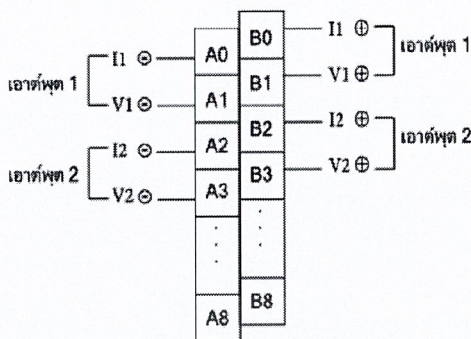 B0 I1 ⊕
A0 I1 ⊖ เอาต์พุต 1
B1 V1 ⊕
เอาต์พุต 1
A1 V1 ⊖
B2 I2 ⊕
A2 I2 ⊖ เอาต์พุต 2
B3 V2 ⊕
เอาต์พุต 2
A3 V2 ⊖
B8
A8